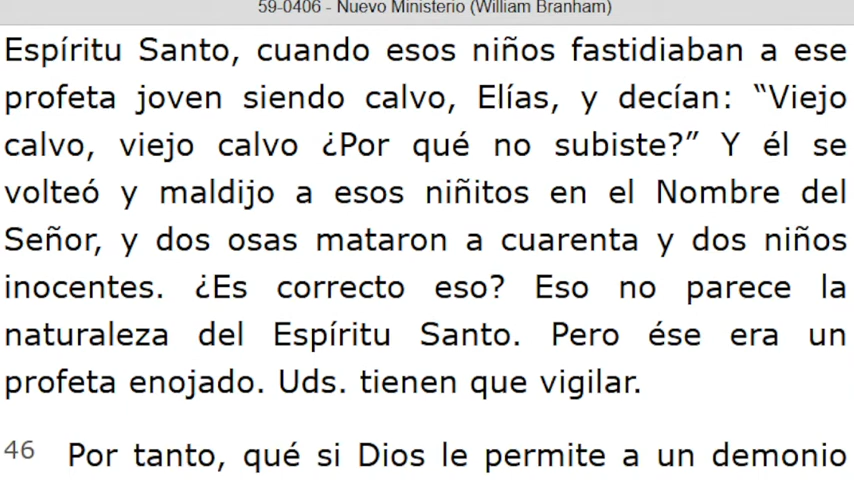 59-0406 - Nuevo Ministerio (William Branham)
Espíritu Santo, cuando esos niños fastidiaban a ese
profeta joven siendo calvo, Elías, y decían: “Viejo
calvo, viejo calvo ¿Por qué no subiste?” Y él se
volteó y maldijo a esos niñitos en el Nombre del
Señor, y dos osas mataron a cuarenta y dos niños
inocentes. ¿Es correcto eso? Eso no parece la
naturaleza del Espíritu Santo. Pero ése era un
profeta enojado. Uds. tienen que vigilar.
46 Por tanto, qué si Dios le permite a un demonio